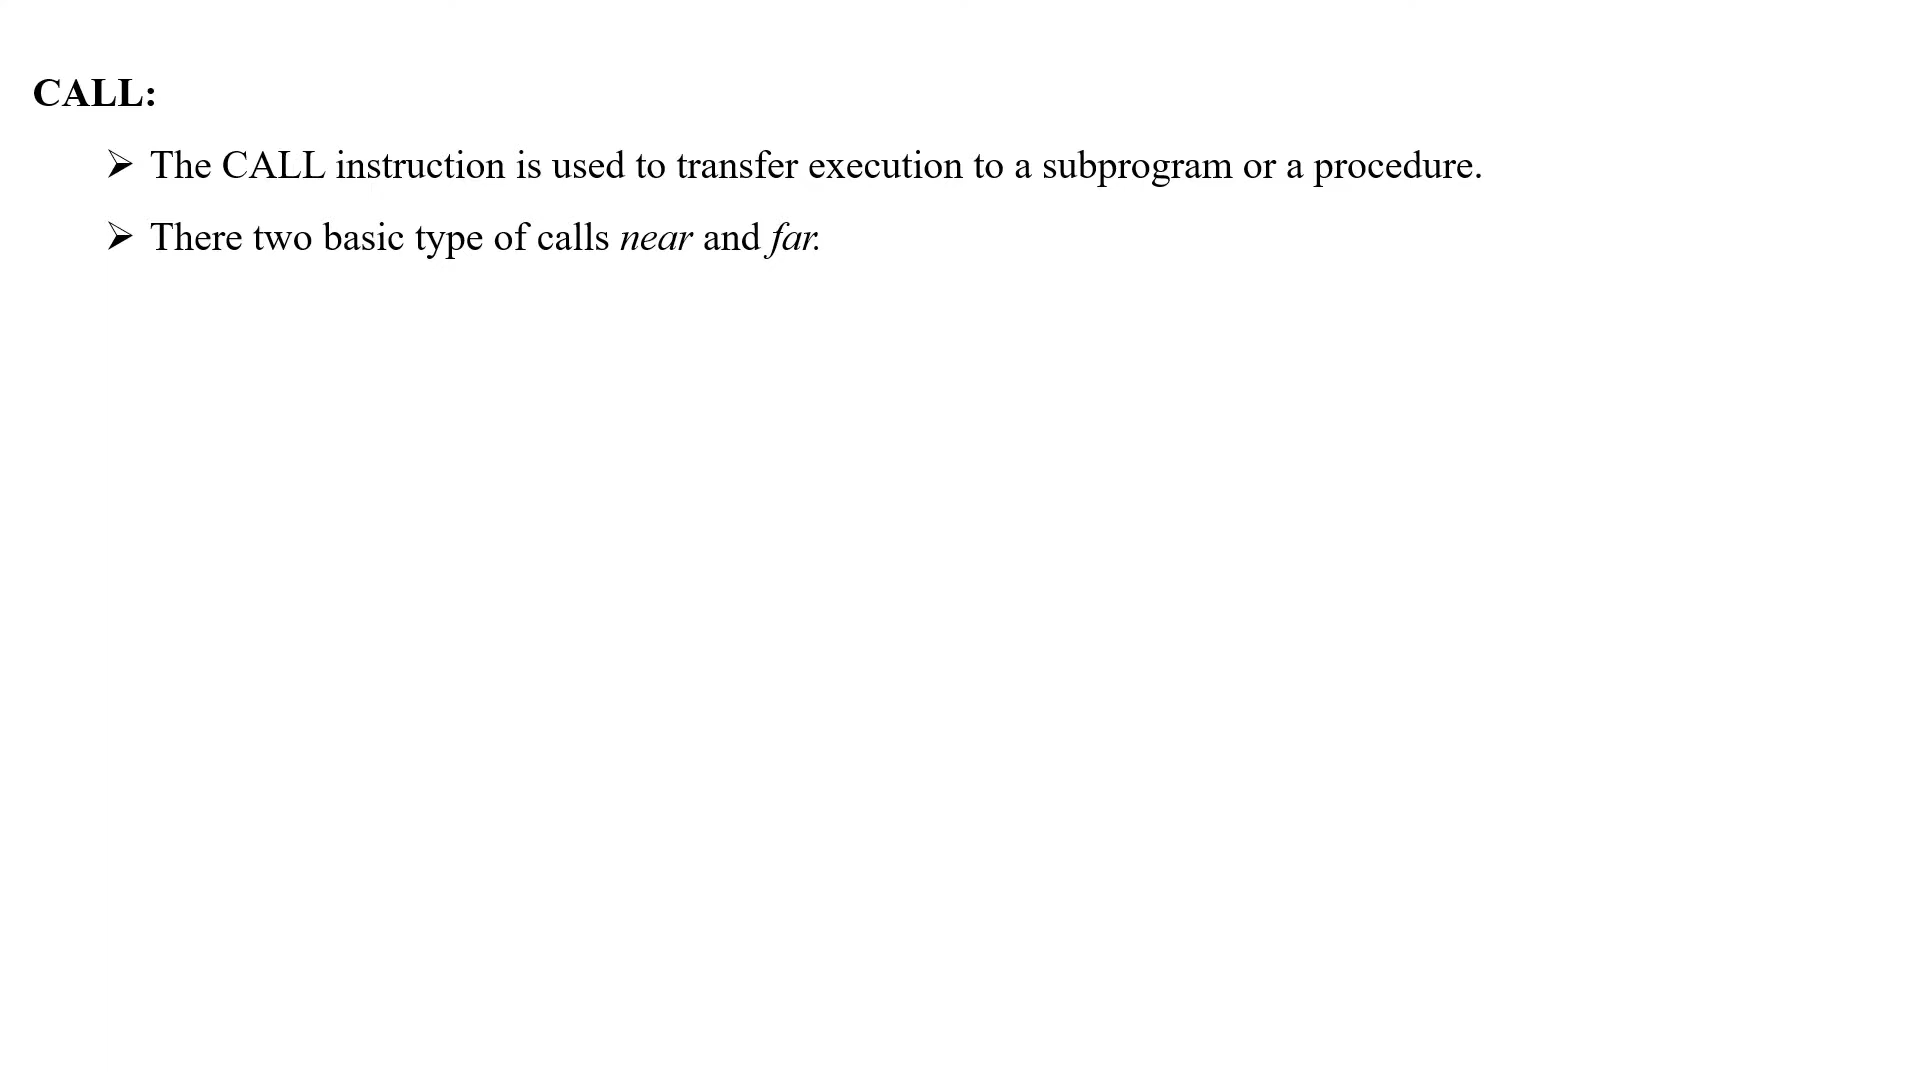 CALL:
➢ The CALL instruction is used to transfer execution to a subprogram or a procedure.
➢ There two basic type of calls near and far.